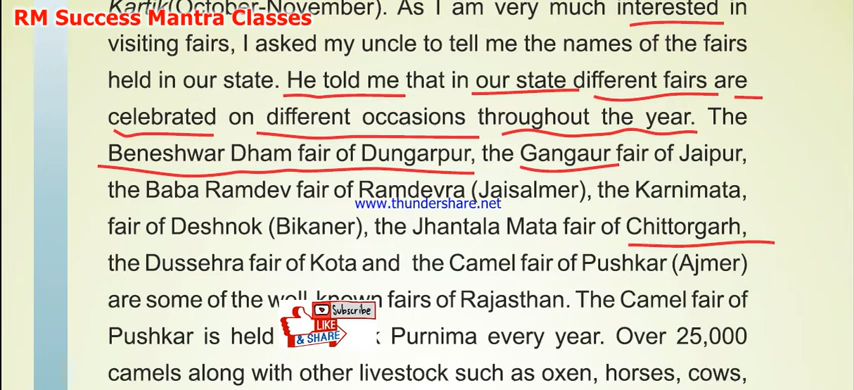 Kartik(October-November). As I am very much interested in
RM Success Mantra Classes
visiting fairs, I asked my uncle to tell me the names of the fairs
held in our state. He told me that in our state different fairs are
celebrated on different occasions throughout the year. The
Beneshwar Dham fair of Dungarpur, the Gangaur fair of Jaipur,
the Baba Ramdev fair of Ramdevra (Jaisalmer), the Karnimata,
www.thundershare.net
fair of Deshnok (Bikaner), the Jhantala Mata fair of Chittorgarh,
the Dussehra fair of Kota and the Camel fair of Pushkar (Ajmer)
are some of the well known fairs of Rajasthan. The Camel fair of
Subscribe
LIKE
& SHARE
Pushkar is held Purnima every year. Over 25,000
camels along with other livestock such as oxen, horses, cows,